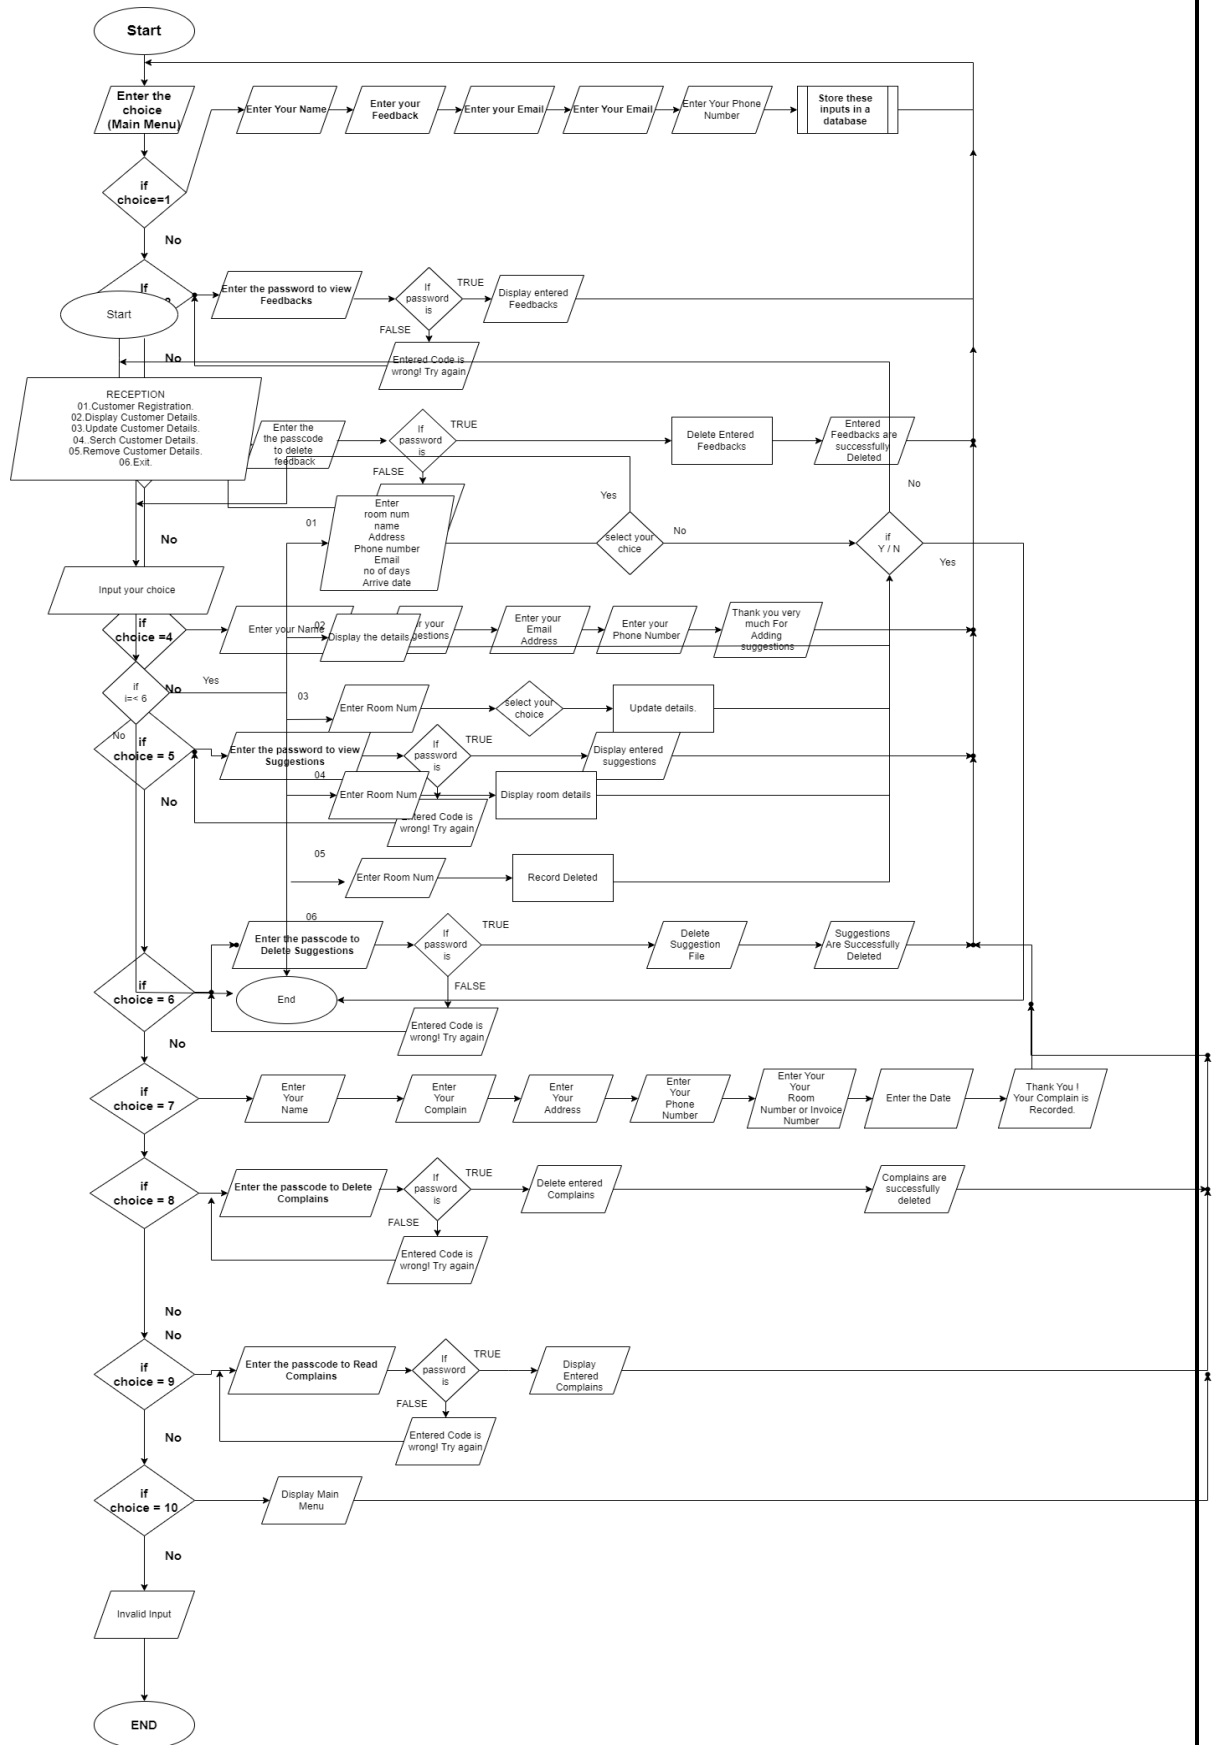 Start
Enter the
choice
(Main Menu)
Enter Your Name
Enter your
Feedback
Enter your Email
Enter Your Email
Enter Your Phone
Number
Store these
inputs in a
database
if
choice=1
No
If
Enter the password to view
Feedbacks
If
password
is
TRUE
Display entered
Feedbacks
FALSE
Entered Code is
wrong! Try again
Start
No
RECEPTION
01.Customer Registration.
02.Display Customer Details.
03.Update Customer Details.
04..Serch Customer Details.
05.Remove Customer Details.
06.Exit.
Enter the
the passcode
to delete
feedback
If
password
is
TRUE
Delete Entered
Feedbacks
Entered
Feedbacks are
successfully
Deleted
FALSE
Yes
No
01
Enter
room num
name
Address
Phone number
Email
no of days
Arrive date
select your
chice
No
if
Y / N
Yes
No
Input your choice
if
choice =4
Enter your Name
02
Display the details
Enter your
Email
Address
Enter your
Phone Number
Thank you very
much For
Adding
suggestions
No
if
i=< 6
Yes
03
Enter Room Num
select your
choice
Update details.
No
if
choice = 5
Enter the password to view
Suggestions
If
password
is
TRUE
Display entered
suggestions
04
Enter Room Num
Display room details
No
Entered Code is
wrong! Try again
05
Enter Room Num
Record Deleted
06
Enter the passcode to
Delete Suggestions
If
password
is
TRUE
Delete
Suggestion
File
Suggestions
Are Successfully
Deleted
FALSE
if
choice = 6
End
Entered Code is
wrong! Try again
No
if
choice = 7
Enter
Your
Name
Enter
Your
Complain
Enter
Your
Address
Enter
Your
Phone
Number
Enter Your
Your
Room
Number or Invoice
Number
Enter the Date
Thank You !
Your Complain is
Recorded.
if
choice = 8
Enter the passcode to Delete
Complains
If
password
is
TRUE
Delete entered
Complains
Complains are
successfully
deleted
FALSE
Entered Code is
wrong! Try again
No
No
if
choice = 9
Enter the passcode to Read
Complains
If
password
is
TRUE
Display
Entered
Complains
FALSE
Entered Code is
wrong! Try again
No
if
choice = 10
Display Main
Menu
No
Invalid Input
END